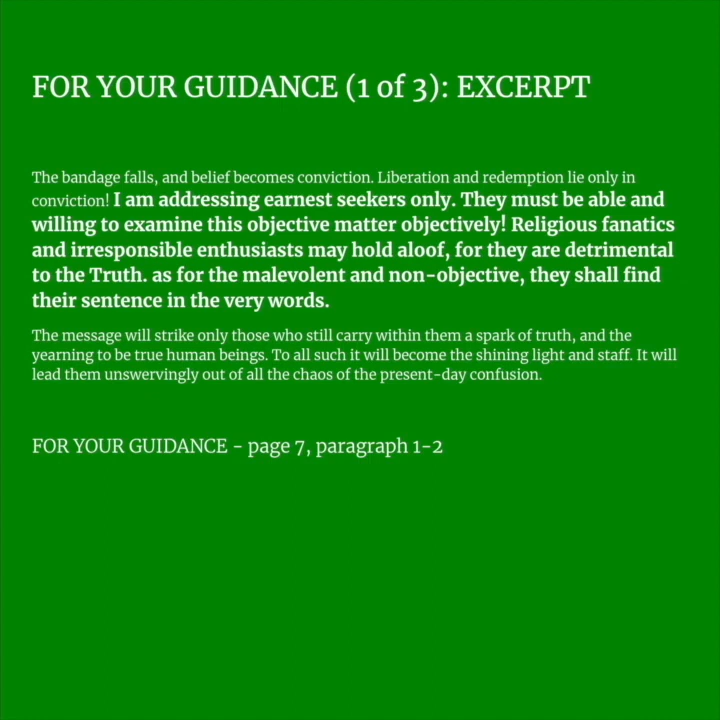 FOR YOUR GUIDANCE (1 of 3): EXCERPT
The bandage falls, and belief becomes conviction. Liberation and redemption lie only in
conviction! I am addressing earnest seekers only. They must be able and
willing to examine this objective matter objectively! Religious fanatics
and irresponsible enthusiasts may hold aloof, for they are detrimental
to the Truth. as for the malevolent and non-objective, they shall find
their sentence in the very words.
The message will strike only those who still carry within them a spark of truth, and the
yearning to be true human beings. To all such it will become the shining light and staff. It will
lead them unswervingly out of all the chaos of the present-day confusion.
FOR YOUR GUIDANCE - page 7, paragraph 1-2